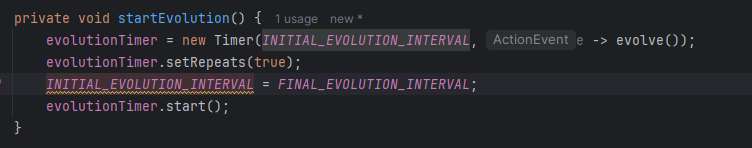 private void startEvolution() { 1 usage new *
evolutionTimer = new Timer(INITIAL_EVOLUTION_INTERVAL, ActionEvent e -> evolve());
evolutionTimer.setRepeats(true);
INITIAL_EVOLUTION_INTERVAL = FINAL_EVOLUTION_INTERVAL;
evolutionTimer.start();
}